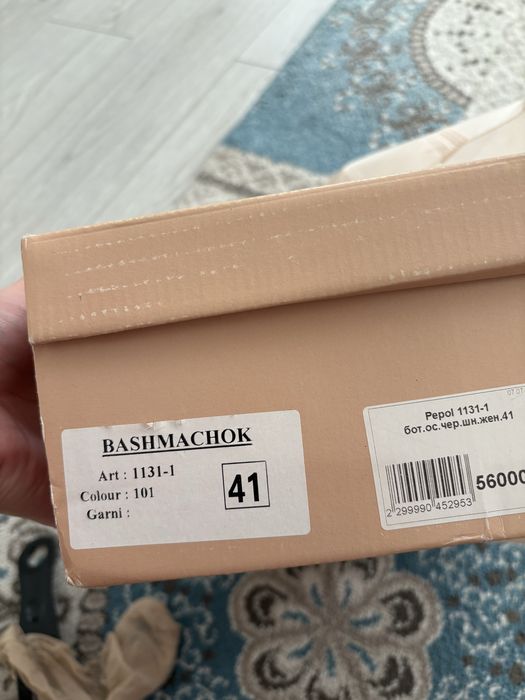 BASHMACHOK
Art : 1131-1
Colour : 101
Garni :
41
Pepol 1131-1
бот.ос.чер.шн.жен.41
2 299990 452953
56000